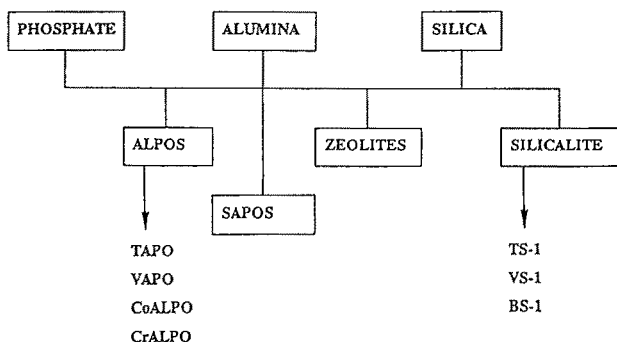 PHOSPHATE ALUMINA SILICA
ALPOS ZEOLITES SILICALITE
SAPOS
TAPO TS-1
VAPO VS-1
CoALPO BS-1
CrALPO